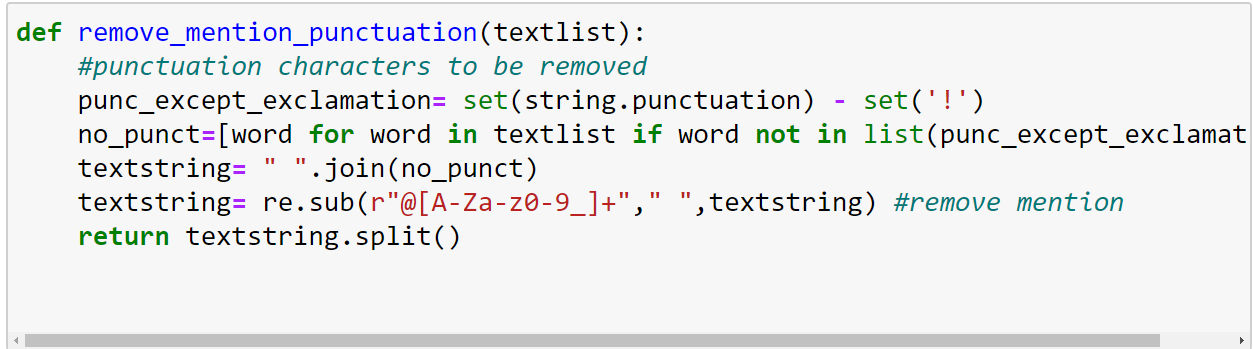 def remove_mention_punctuation(textlist):
    #punctuation characters to be removed
    punc_except_exclamation= set(string.punctuation) - set('!')
    no_punct=[word for word in textlist if word not in list(punc_except_exclamat
    textstring= " ".join(no_punct)
    textstring= re.sub(r"@[A-Za-z0-9_]+"," ",textstring) #remove mention
    return textstring.split()